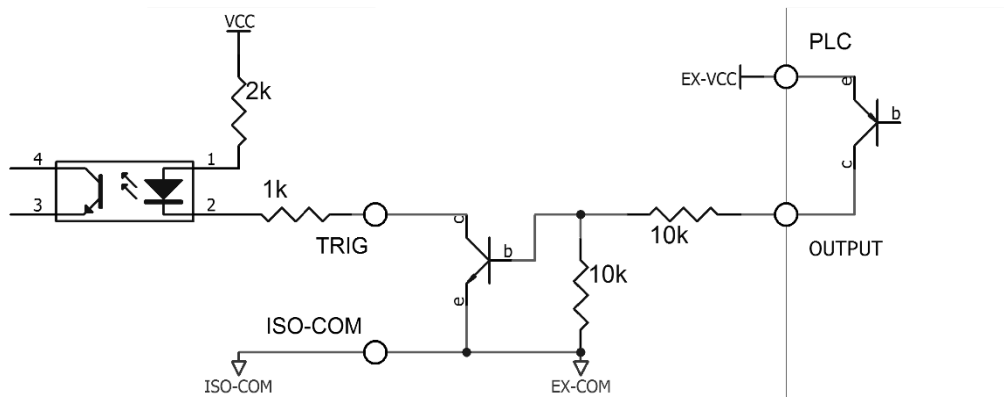 VCC
PLC
EX-VCC
e
b
2k
c
4
1
3
2
1k
TRIG
c
b
e
10k
OUTPUT
10k
ISO-COM
ISO-COM
EX-COM